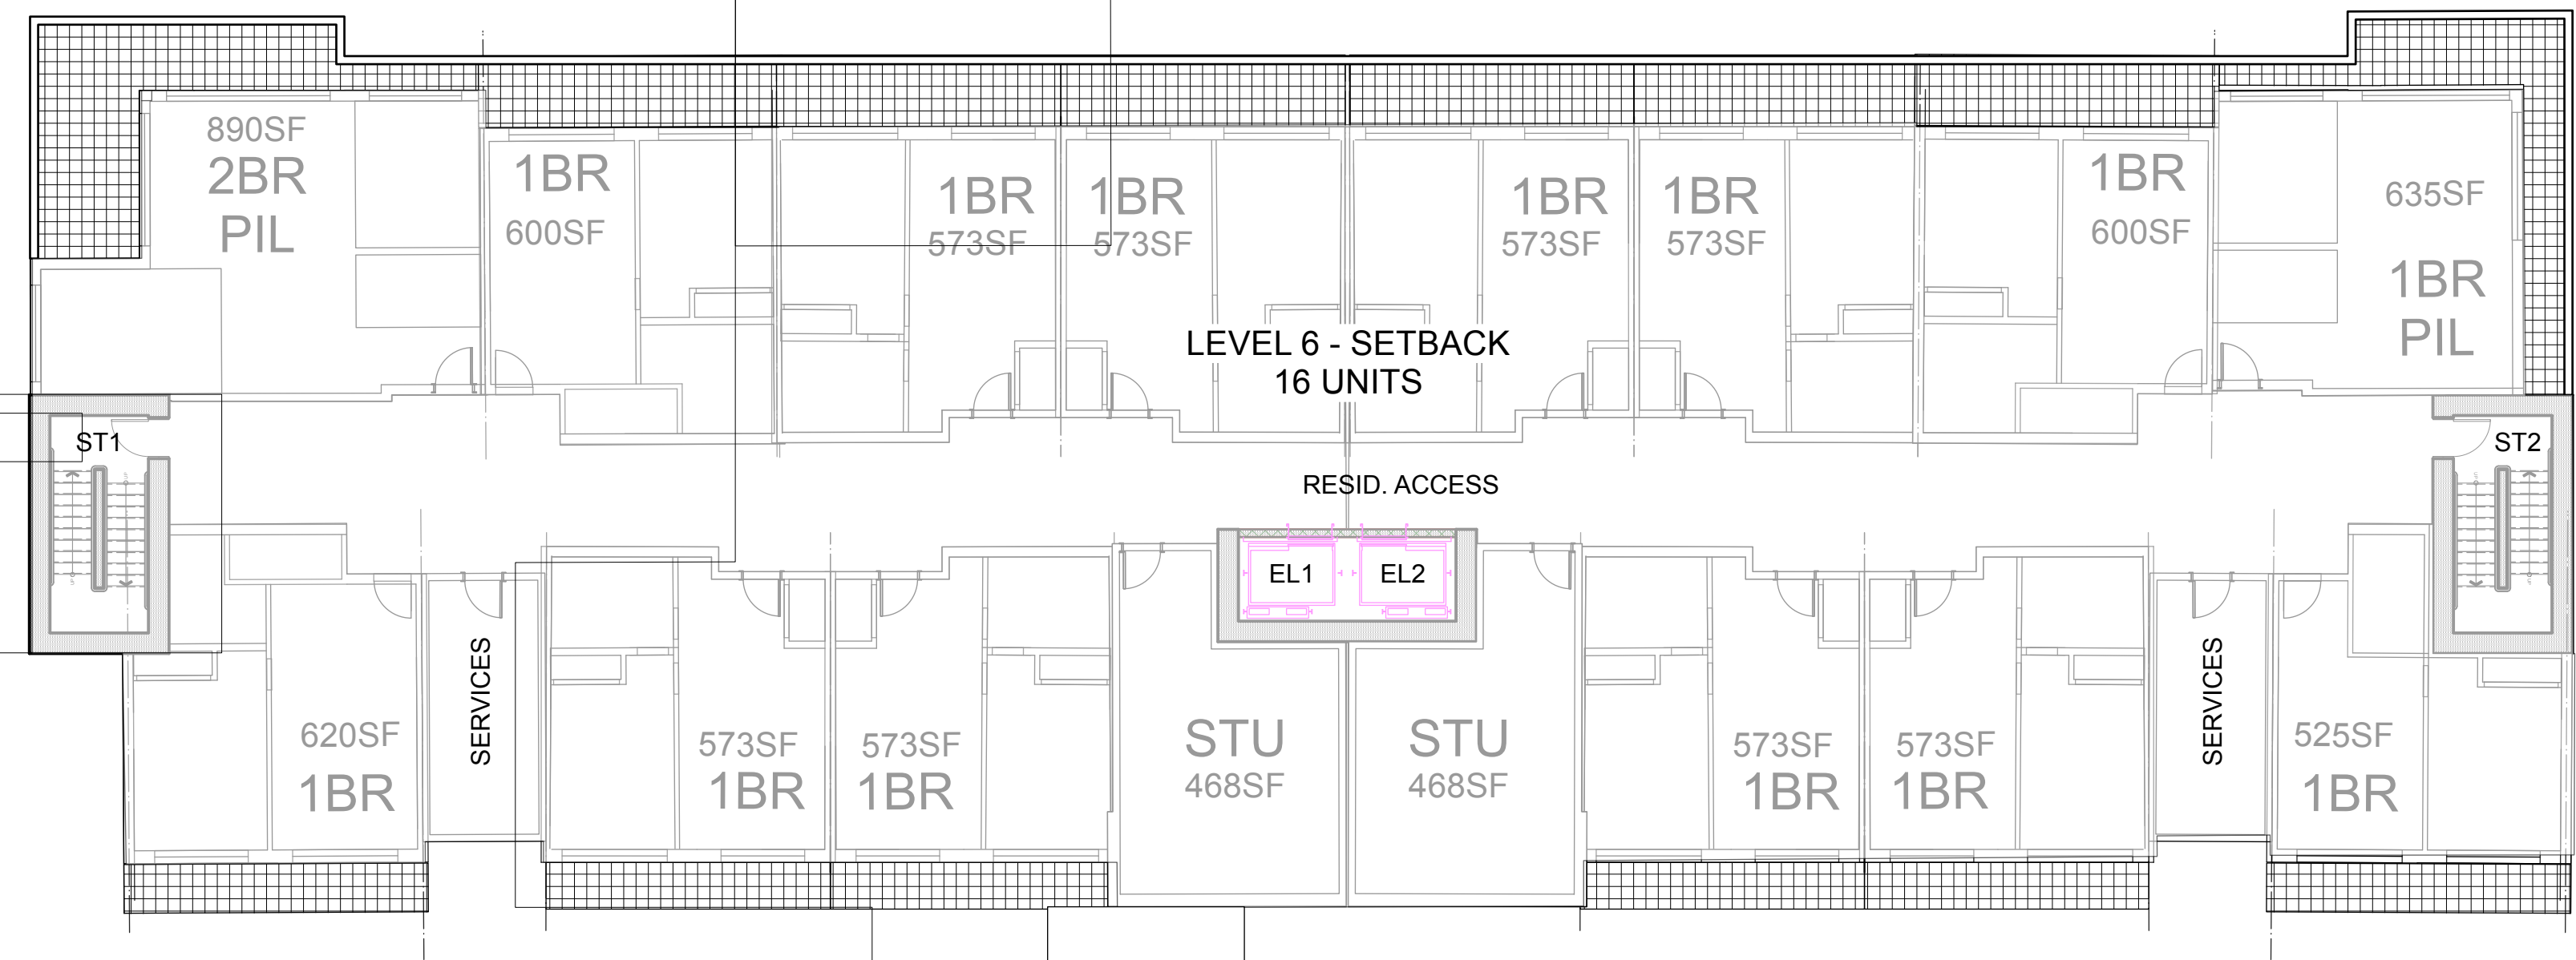 890SF
2BR
PIL
1BR
600SF
1BR
573SF
1BR
573SF
1BR
573SF
1BR
573SF
1BR
600SF
635SF
1BR
PIL
LEVEL 6 - SETBACK
16 UNITS
ST1
ST2
RESID. ACCESS
EL1
EL2
620SF
1BR
SERVICES
573SF
1BR
573SF
1BR
STU
468SF
STU
468SF
573SF
1BR
573SF
1BR
SERVICES
525SF
1BR